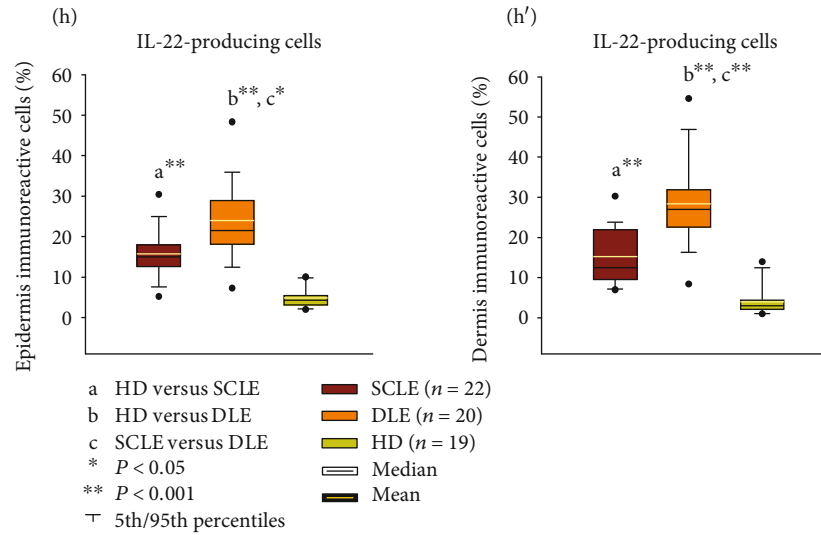 (h)
IL-22-producing cells
Epidermis immunoreactive cells (%)
60
50
40
30
20
10
0
a**
b**, c*
(h′)
IL-22-producing cells
Dermis immunoreactive cells (%)
60
50
40
30
20
10
0
a**
b**, c**
a HD versus SCLE
b HD versus DLE
c SCLE versus DLE
* P < 0.05
** P < 0.001
5th/95th percentiles
SCLE (n = 22)
DLE (n = 20)
HD (n = 19)
Median
Mean